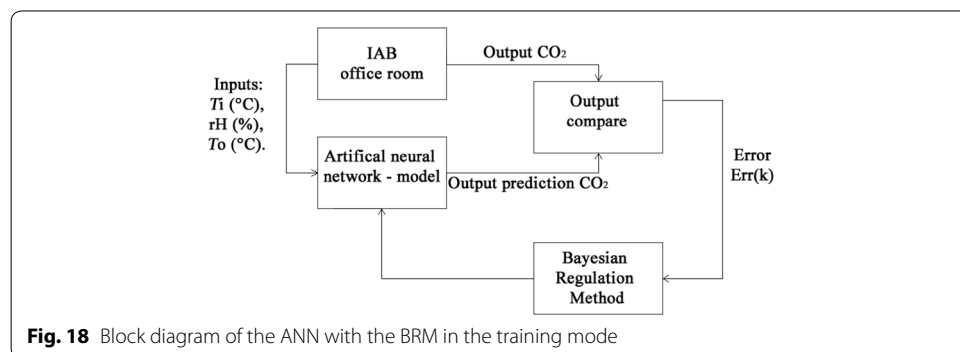 IAB
office room
Output CO₂
Inputs:
Ti (°C),
rH (%),
To (°C).
Output
compare
Artifical neural
network - model
Output prediction CO₂
Error
Err(k)
Bayesian
Regulation
Method
Fig. 18 Block diagram of the ANN with the BRM in the training mode